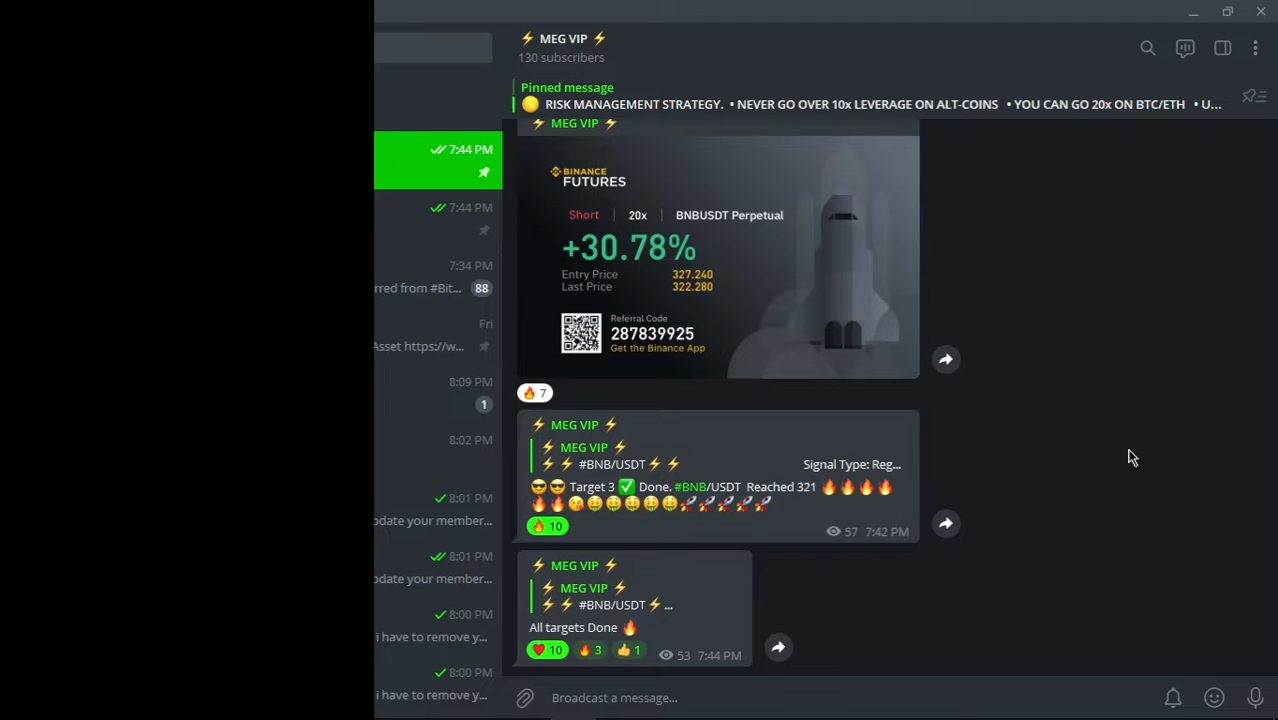 7:44 PM
7:44 PM
7:34 PM
rred from #Bit... 88
Fri
Asset https://w...
8:09 PM
1
8:02 PM
8:01 PM
odate your member...
8:01 PM
odate your member...
8:00 PM
i have to remove y...
8:00 PM
i have to remove y...
⚡ MEG VIP ⚡
130 subscribers
Pinned message
🟡 RISK MANAGEMENT STRATEGY. • NEVER GO OVER 10x LEVERAGE ON ALT-COINS • YOU CAN GO 20x ON BTC/ETH • U...
⚡ MEG VIP ⚡
BINANCE
FUTURES
Short | 20x | BNBUSDT Perpetual
+30.78%
Entry Price 327.240
Last Price 322.280
Referral Code
287839925
Get the Binance App
🔥 7
⚡ MEG VIP ⚡
⚡ MEG VIP ⚡
⚡ ⚡ #BNB/USDT⚡ ⚡ Signal Type: Reg...
😎😎 Target 3 ✅ Done. #BNB/USDT Reached 321 🔥🔥🔥🔥
🔥🔥😘🤑🤑🤑🤑🤑🚀🚀🚀🚀🚀
🔥 10
57 7:42 PM
⚡ MEG VIP ⚡
⚡ MEG VIP ⚡
⚡ ⚡ #BNB/USDT⚡...
All targets Done 🔥
❤️ 10 🔥 3 👍 1 53 7:44 PM
Broadcast a message...